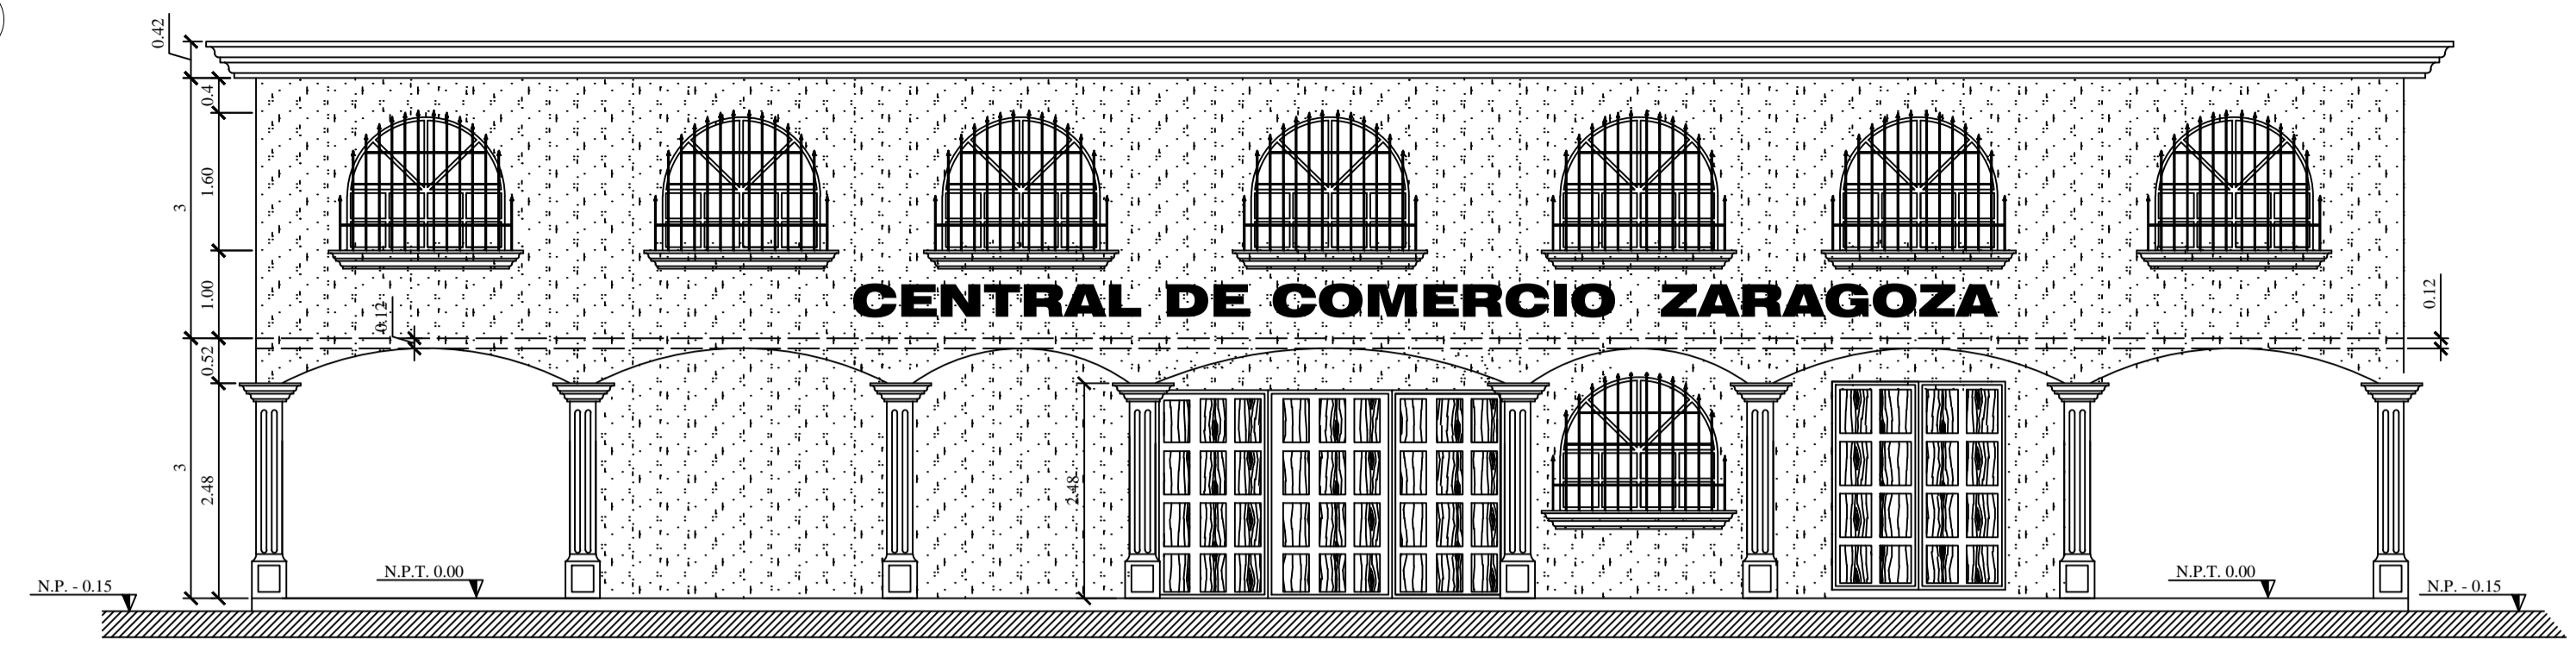 0.42
0.4
1.60
3
1.00
0.12
0.12
CENTRAL DE COMERCIO ZARAGOZA
0.52
3
2.48
2.48
N.P.T. 0.00
N.P.T. 0.00
N.P. - 0.15
N.P. - 0.15